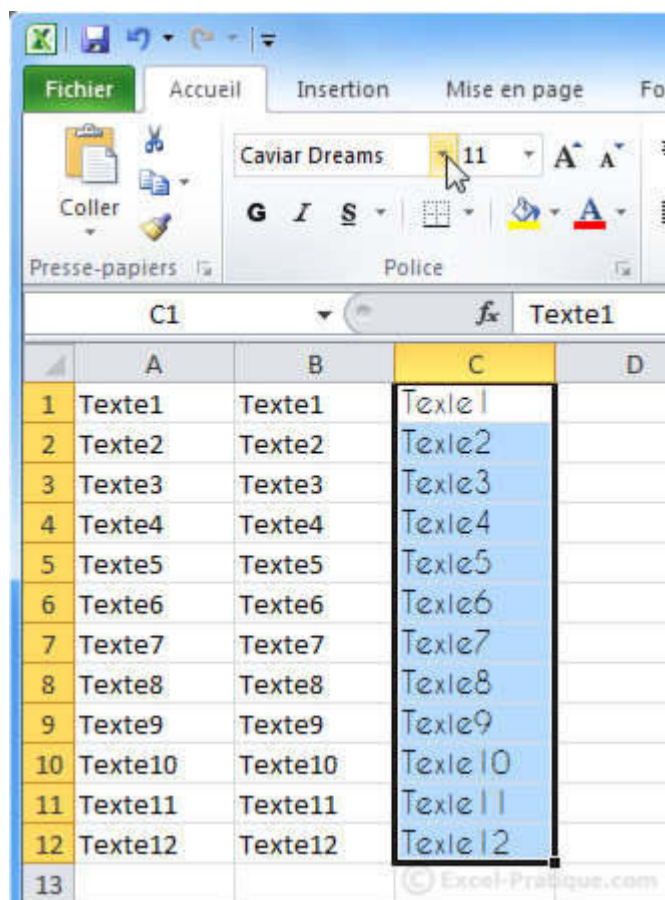 Fichier Accueil Insertion Mise en page Fo
Caviar Dreams 11 A A
Coller G I S A
Presse-papiers Police
C1 fx Texte1
A B C D
1 Texte1 Texte1 Texte1
2 Texte2 Texte2 Texte2
3 Texte3 Texte3 Texte3
4 Texte4 Texte4 Texte4
5 Texte5 Texte5 Texte5
6 Texte6 Texte6 Texte6
7 Texte7 Texte7 Texte7
8 Texte8 Texte8 Texte8
9 Texte9 Texte9 Texte9
10 Texte10 Texte10 Texte10
11 Texte11 Texte11 Texte11
12 Texte12 Texte12 Texte12
13
© Excel-Pratique.com